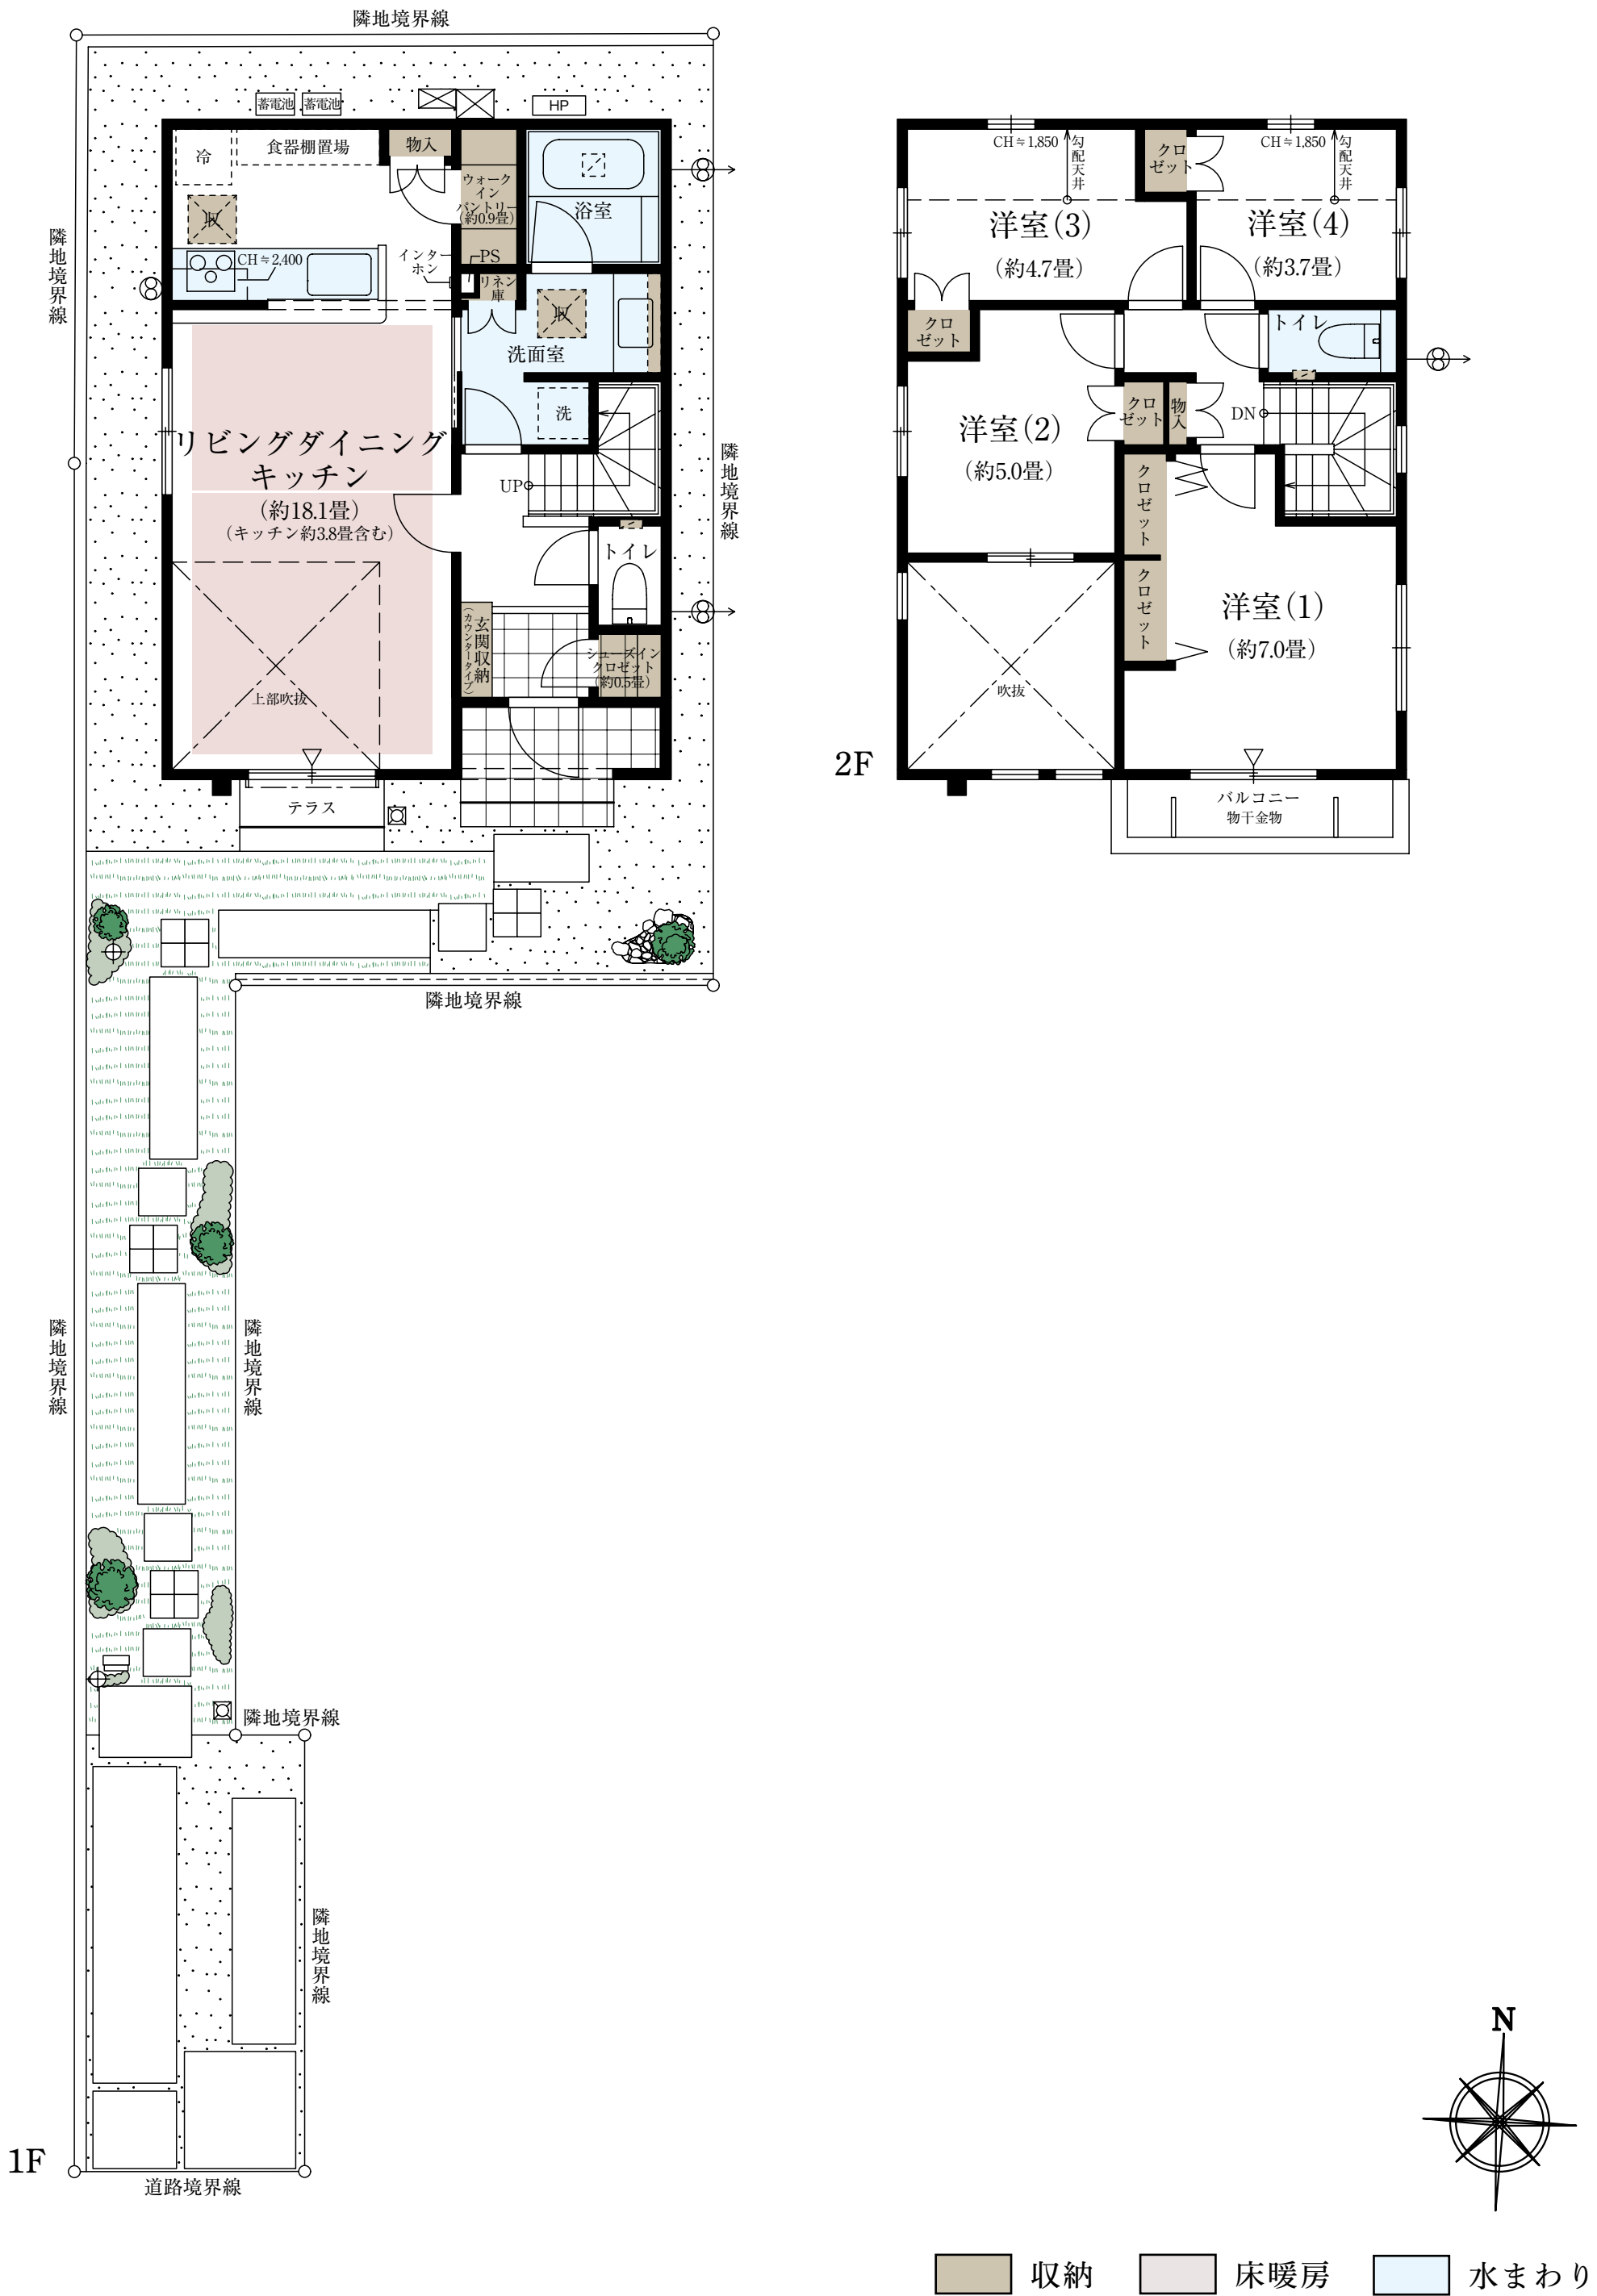 隣地境界線
隣地境界線
隣地境界線
蓄電池
蓄電池
HP
冷
食器棚置場
物入
ウォーク
イン
パントリー
(約0.9畳)
浴室
収
CH≒2,400
インター
ホン
PS
リネン
庫
収
洗面室
洗
リビングダイニング
キッチン
(約18.1畳)
(キッチン約3.8畳含む)
UP
トイレ
玄関収納
(カウンタータイプ)
シューズイン
クロゼット
(約0.5畳)
上部吹抜
テラス
隣地境界線
隣地境界線
隣地境界線
隣地境界線
隣地境界線
道路境界線
1F
CH≒1,850
勾配天井
クロ
ゼット
CH≒1,850
勾配天井
洋室(3)
(約4.7畳)
洋室(4)
(約3.7畳)
クロ
ゼット
トイレ
洋室(2)
(約5.0畳)
クロ
ゼット
物入
DN
クロゼット
クロゼット
洋室(1)
(約7.0畳)
吹抜
バルコニー
物干金物
2F
N
収納
床暖房
水まわり